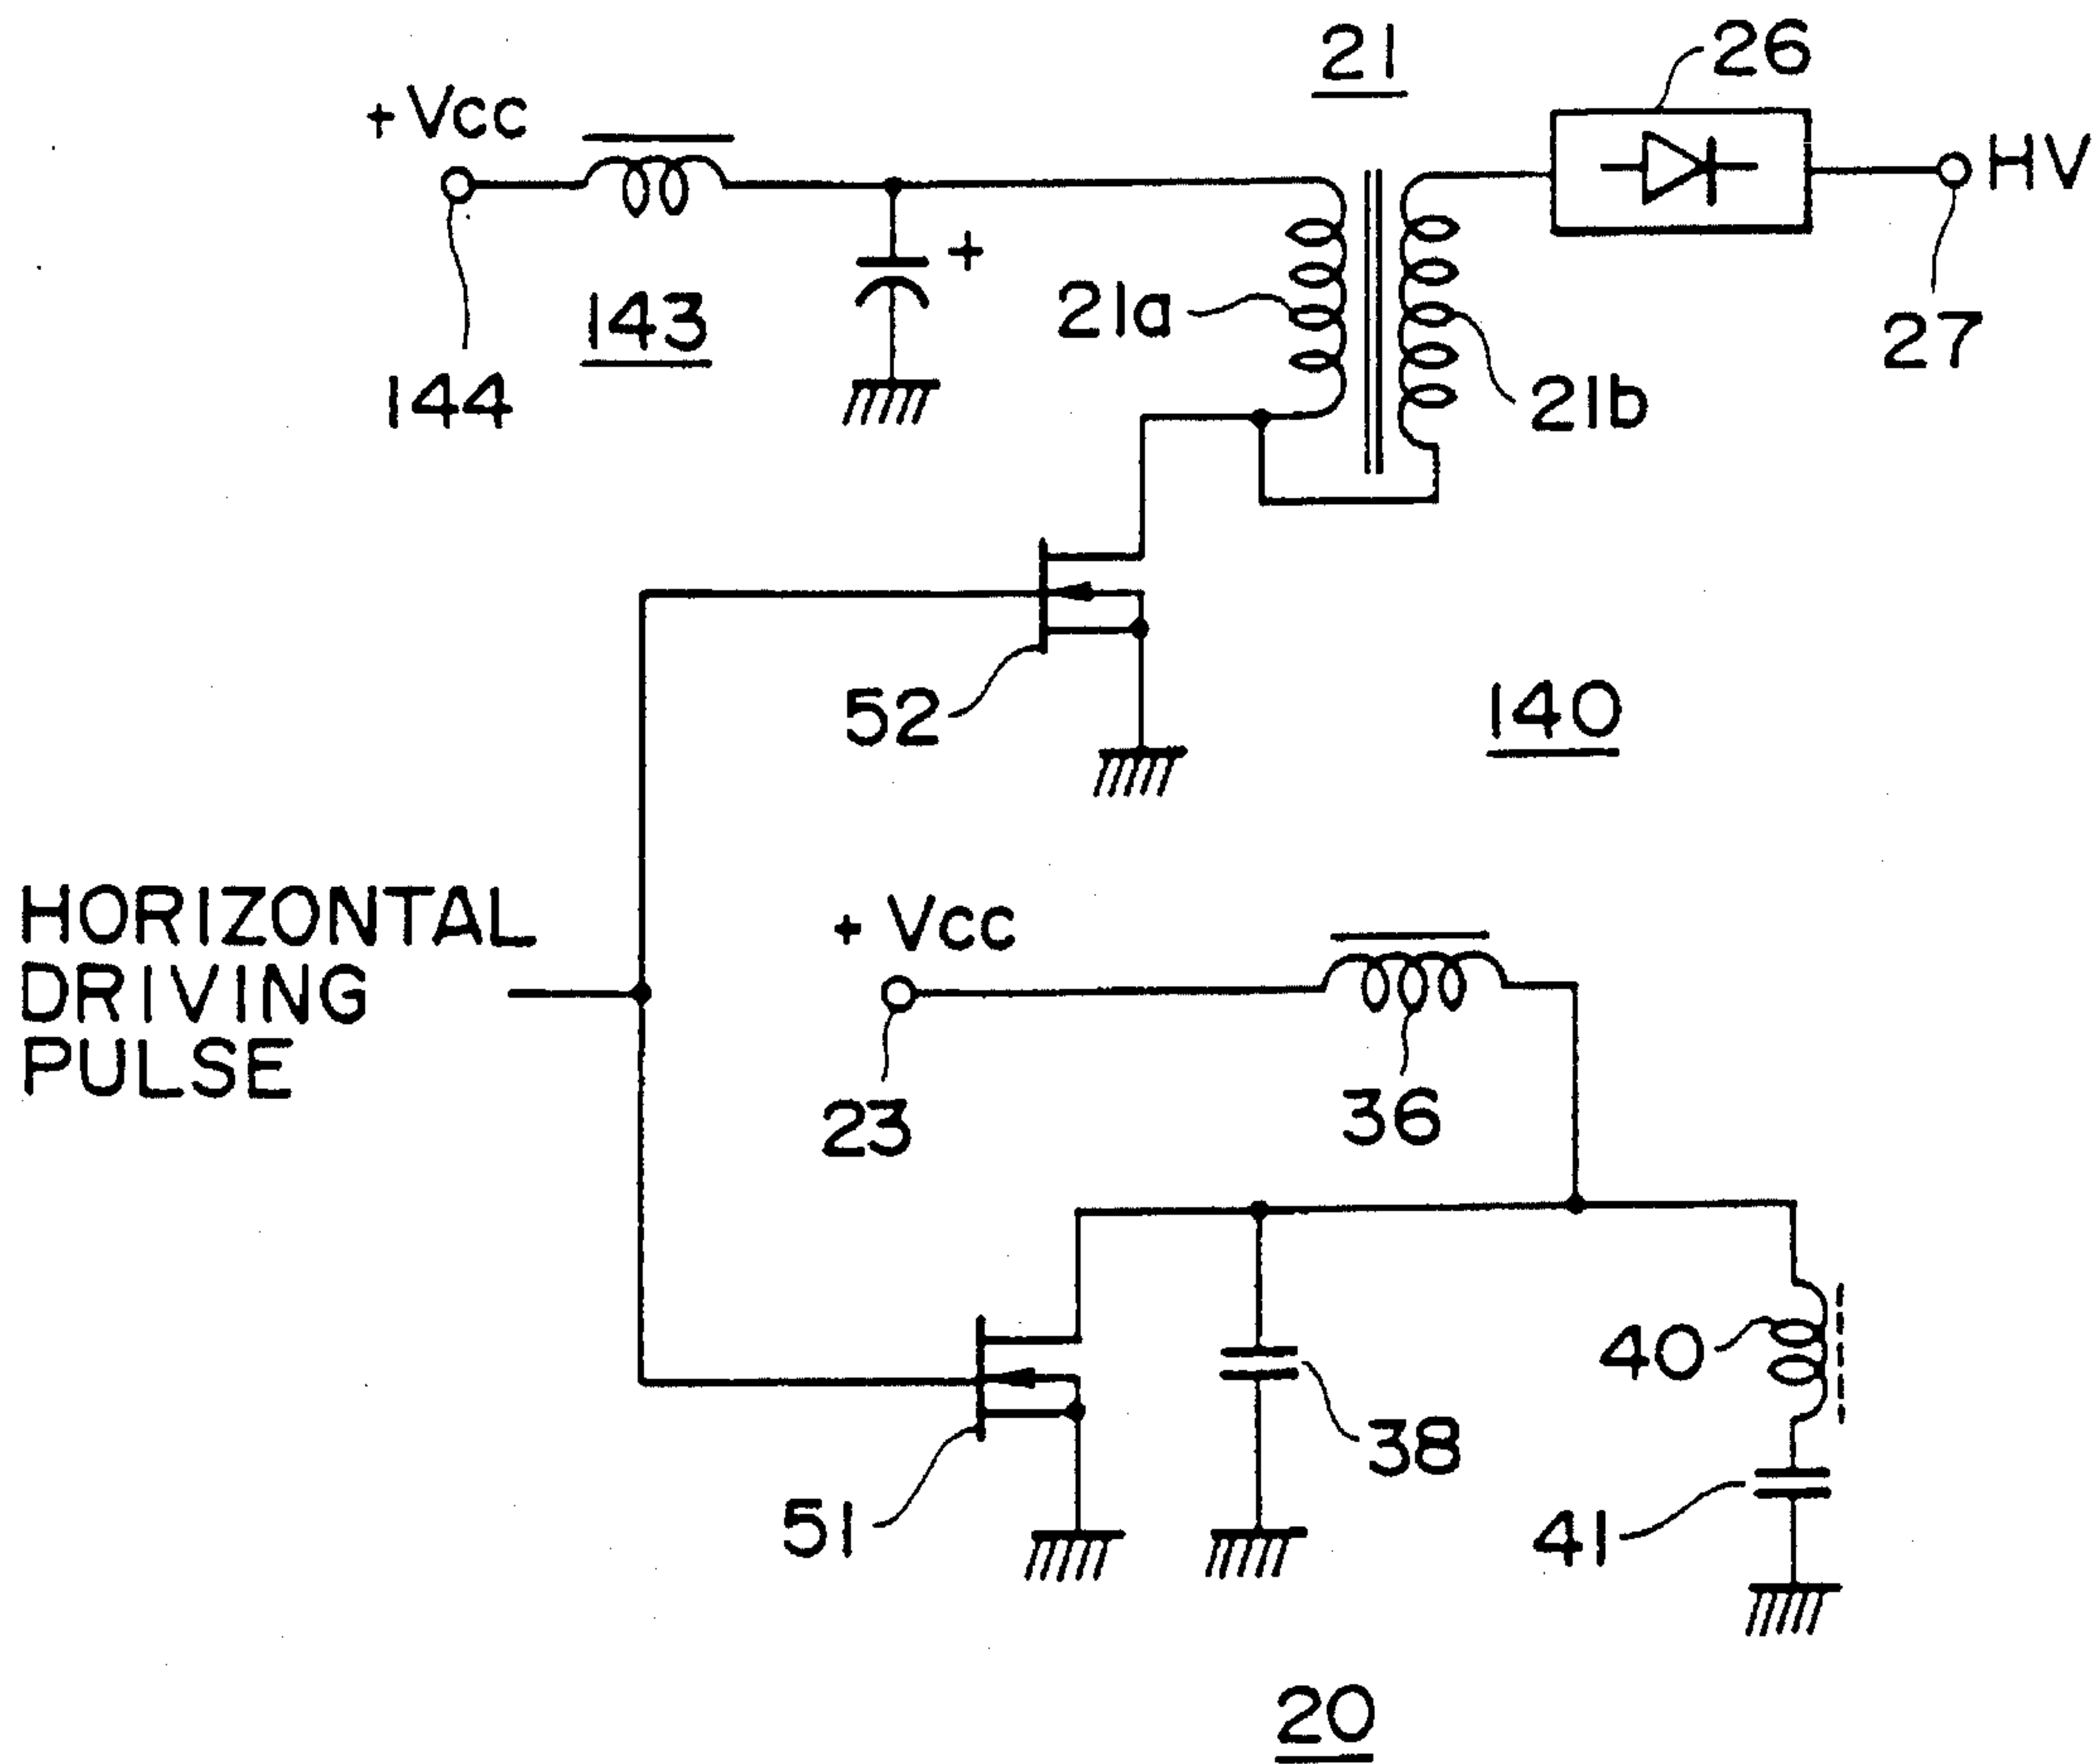 21
26
+Vcc
HV
143
21a
27
144
21b
52
140
HORIZONTAL
DRIVING
PULSE
+Vcc
23
36
40
38
51
41
20
+